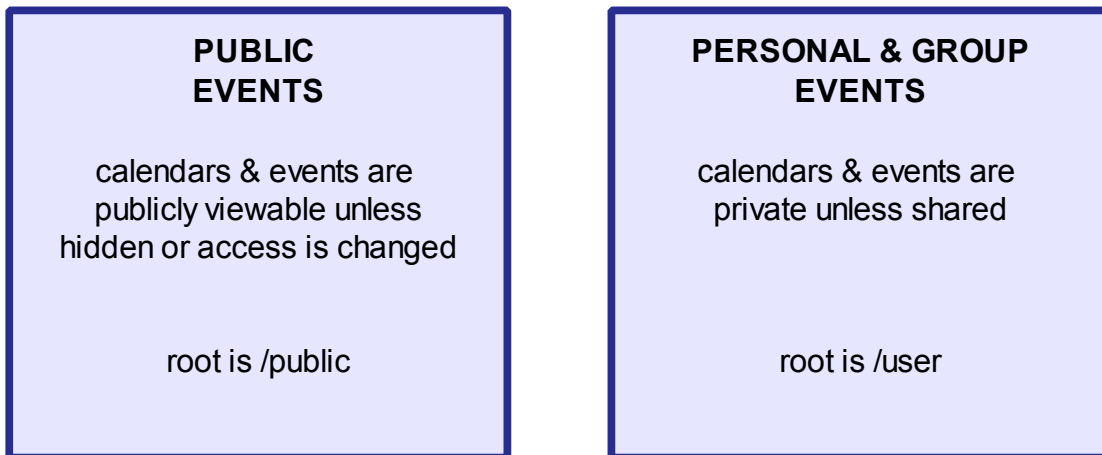 PUBLIC
EVENTS
calendars & events are
publicly viewable unless
hidden or access is changed
root is /public
PERSONAL & GROUP
EVENTS
calendars & events are
private unless shared
root is /user